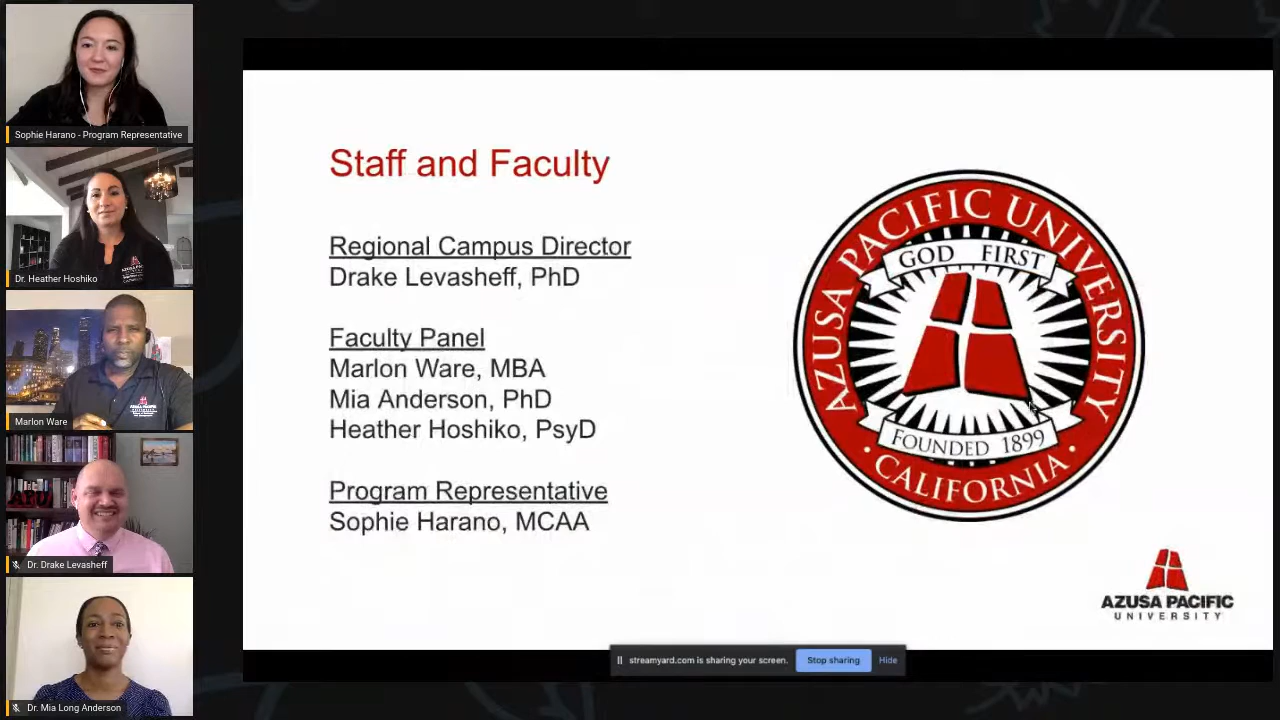 Sophie Harano - Program Representative
Dr. Heather Hoshiko
Marlon Ware
Dr. Drake Levasheff
Dr. Mia Long Anderson
Staff and Faculty
Regional Campus Director
Drake Levasheff, PhD
Faculty Panel
Marlon Ware, MBA
Mia Anderson, PhD
Heather Hoshiko, PsyD
Program Representative
Sophie Harano, MCAA
AZUSA PACIFIC UNIVERSITY
GOD FIRST
FOUNDED 1899
CALIFORNIA
AZUSA PACIFIC
UNIVERSITY
streamyard.com is sharing your screen. Stop sharing Hide